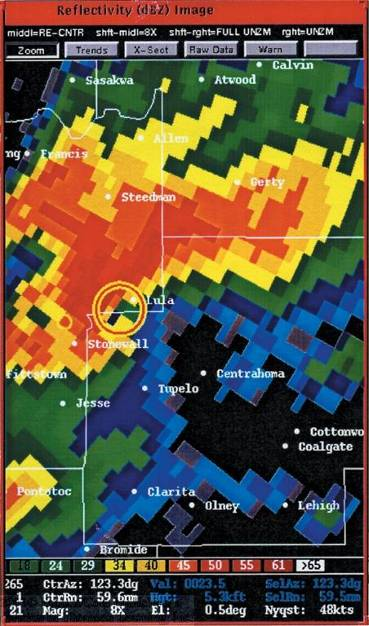 Reflectivity (dBZ) Image
middl=RE-CNTR shft-midl=8X shft-rght=FULL UNZM rght=UNZM
Zoom Trends X-Sect Raw Data Warn
Calvin
Sasakwa Atwood
Allen
Francis
Gerty
Steedman
Lula
Stonewall
Fittstown Centrahoma
Tupelo
Jesse
Cottonwo
Coalgate
Pontotoc Clarita
Olney Lehigh
Bromide
18 24 29 34 40 45 50 55 61 >65
265 CtrAz: 123.3dg Val: 0023.5 SelAz: 123.3dg
1 CtrRn: 59.6nm Hgt: 5.3kft SelRn: 59.5nm
21 Mag: 8X El: 0.5deg Nyqst: 48kts